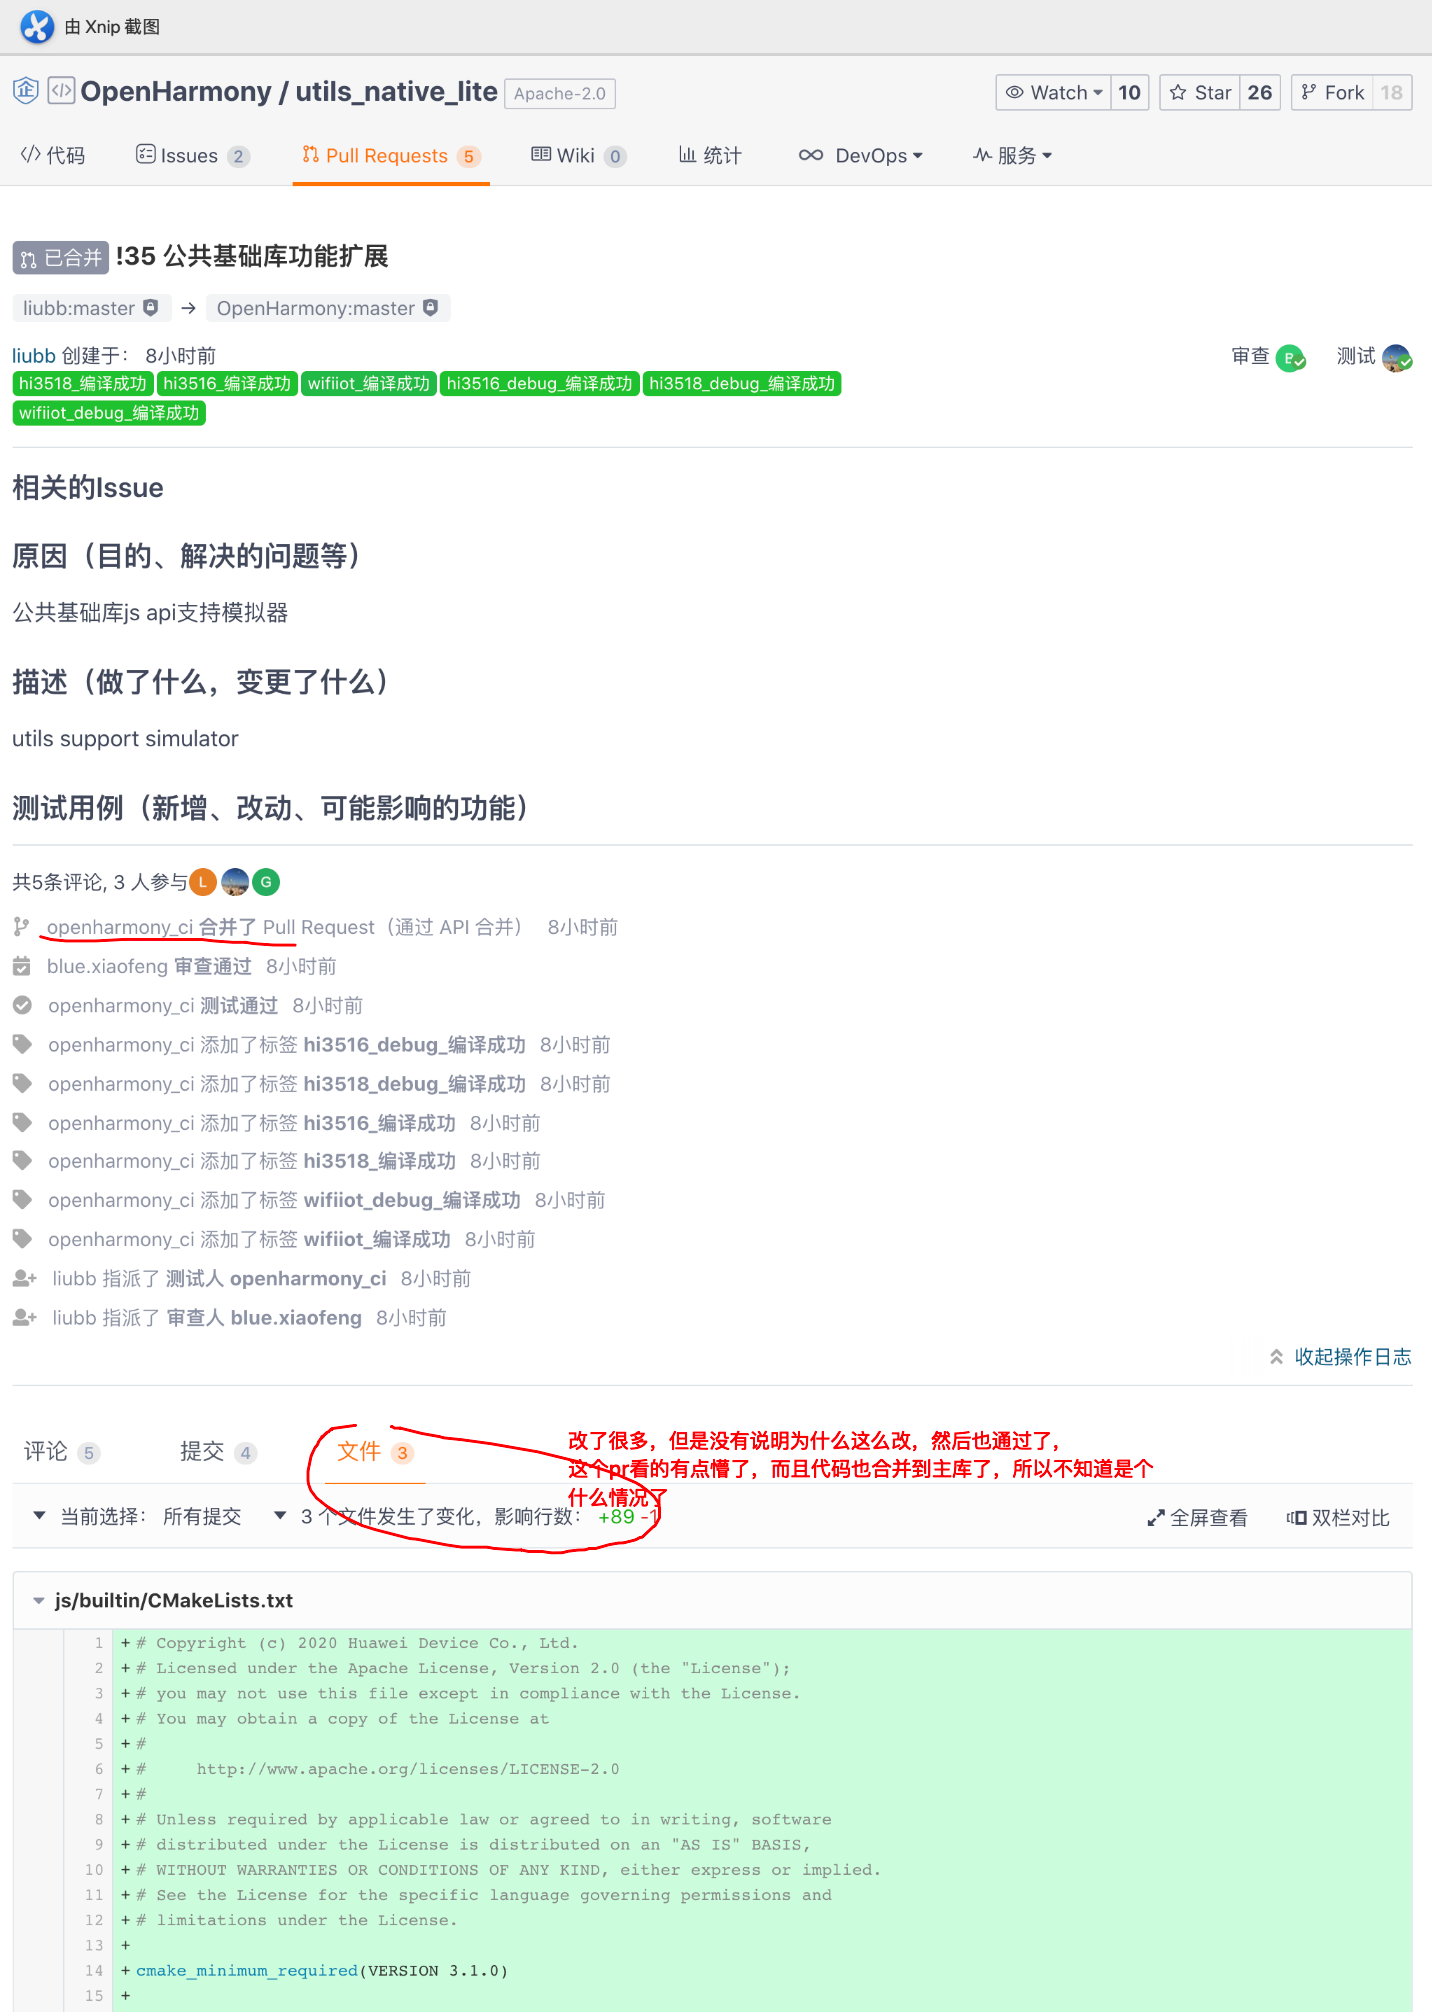 由 Xnip 截图
OpenHarmony / utils_native_lite Apache-2.0 Watch 10 Star 26 Fork 18
代码 Issues 2 Pull Requests 5 Wiki 0 统计 DevOps 服务
已合并 !35 公共基础库功能扩展
liubb:master → OpenHarmony:master
liubb 创建于： 8小时前 审查 测试
hi3518_编译成功 hi3516_编译成功 wifiiot_编译成功 hi3516_debug_编译成功 hi3518_debug_编译成功
wifiiot_debug_编译成功
相关的Issue
原因（目的、解决的问题等）
公共基础库js api支持模拟器
描述（做了什么，变更了什么）
utils support simulator
测试用例（新增、改动、可能影响的功能）
共5条评论, 3 人参与 L G
openharmony_ci 合并了 Pull Request（通过 API 合并） 8小时前
blue.xiaofeng 审查通过 8小时前
openharmony_ci 测试通过 8小时前
openharmony_ci 添加了标签 hi3516_debug_编译成功 8小时前
openharmony_ci 添加了标签 hi3518_debug_编译成功 8小时前
openharmony_ci 添加了标签 hi3516_编译成功 8小时前
openharmony_ci 添加了标签 hi3518_编译成功 8小时前
openharmony_ci 添加了标签 wifiiot_debug_编译成功 8小时前
openharmony_ci 添加了标签 wifiiot_编译成功 8小时前
liubb 指派了 测试人 openharmony_ci 8小时前
liubb 指派了 审查人 blue.xiaofeng 8小时前
收起操作日志
评论 5 提交 4 文件 3
改了很多，但是没有说明为什么这么改，然后也通过了，
这个pr看的有点懵了，而且代码也合并到主库了，所以不知道是个
什么情况了
当前选择： 所有提交 3 个文件发生了变化，影响行数： +89 -1 全屏查看 双栏对比
js/builtin/CMakeLists.txt
1 +# Copyright (c) 2020 Huawei Device Co., Ltd.
2 +# Licensed under the Apache License, Version 2.0 (the "License");
3 +# you may not use this file except in compliance with the License.
4 +# You may obtain a copy of the License at
5 +#
6 +#     http://www.apache.org/licenses/LICENSE-2.0
7 +#
8 +# Unless required by applicable law or agreed to in writing, software
9 +# distributed under the License is distributed on an "AS IS" BASIS,
10 +# WITHOUT WARRANTIES OR CONDITIONS OF ANY KIND, either express or implied.
11 +# See the License for the specific language governing permissions and
12 +# limitations under the License.
13 +
14 +cmake_minimum_required(VERSION 3.1.0)
15 +